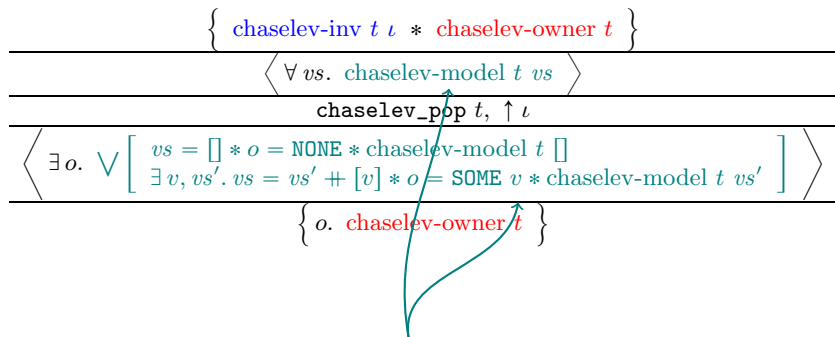 { chaselev-inv t ι ∗ chaselev-owner t }
⟨ ∀ vs. chaselev-model t vs ⟩
chaselev_pop t, ↑ ι
⟨ ∃ o. ⋁ [ vs = [] ∗ o = NONE ∗ chaselev-model t []
∃ v, vs′. vs = vs′ ⧺ [v] ∗ o = SOME v ∗ chaselev-model t vs′ ] ⟩
{ o. chaselev-owner t }